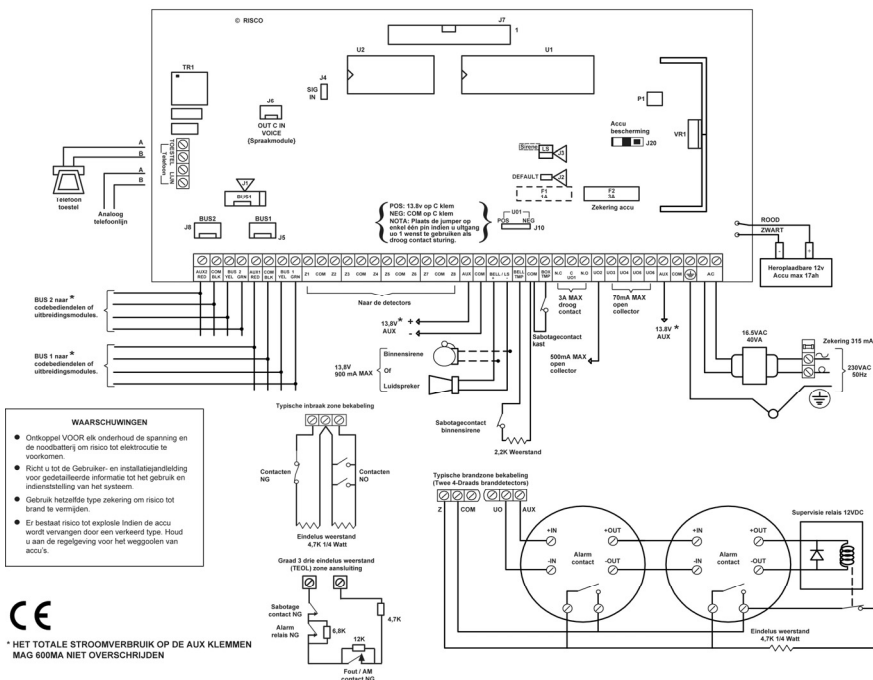 © RISCO
J7
1
TR1
U2
U1
J4
SIG
IN
J6
OUT C IN
VOICE
{Spraakmodule}
P1
VR1
Accu
bescherming
J20
LS
J3
DEFAULT
J2
F1
1A
F2
3A
Zekering accu
A
B
A
B
TOESTEL
LIJN
Telefoon
Telefoon
toestel
Analoog
telefoonlijn
J1
BUS1
BUS2
BUS1
J8
J5
POS: 13.8v op C klem
NEG: COM op C klem
NOTA: Plaats de jumper op
enkel één pin indien u uitgang
uo 1 wenst te gebruiken als
droog contact sturing.
U01
POS NEG
J10
ROOD
ZWART
- +
Heroplaadbare 12v
Accu max 17ah
AUX2 COM BUS 2 AUX1 COM BUS 1 Z1 COM Z2 Z3 COM Z4 Z5 COM Z6 Z7 COM Z8 AUX COM BELL / LS BELL COM BOX N.C C N.O UO2 UO3 UO4 UO5 UO6 AUX COM AC
RED BLK YEL GRN RED BLK YEL GRN + - TMP TMP UO1
BUS 2 naar *
codebediendelen of
uitbreidingsmodules.
BUS 1 naar *
codebediendelen of
uitbreidingsmodules.
Naar de detectors
13,8V * +
AUX -
Binnensirene
13,8V
900 mA MAX
Of
Luidspreker
Sabotagecontact
kast
3A MAX
droog
contact
70mA MAX
open
collector
500mA MAX
open
collector
13.8V *
AUX
16.5VAC
40VA
Zekering 315 mA
230VAC
50Hz
Sabotagecontact
binnensirene
2,2K Weerstand
WAARSCHUWINGEN
● Ontkoppel VOOR elk onderhoud de spanning en
de noodbatterij om risico tot elektrocutie te
voorkomen.
● Richt u tot de Gebruiker- en installatiejandlelding
voor gedetailleerde informatie tot het gebruik en
indienststelling van het systeem.
● Gebruik hetzelfde type zekering om risico tot
brand te vermijden.
● Er bestaat risico tot explosIe Indien de accu
wordt vervangen door een verkeerd type. Houd
u aan de regelgeving voor het weggoolen van
accu's.
CE
* HET TOTALE STROOMVERBRUIK OP DE AUX KLEMMEN
MAG 600MA NIET OVERSCHRIJDEN
Typische inbraak zone bekabeling
Contacten
NG
Contacten
NO
Eindelus weerstand
4,7K 1/4 Watt
Graad 3 drie eindelus weerstand
(TEOL) zone aansluiting
Sabotage
contact NG
Alarm
relais NG
6,8K
4,7K
12K
Fout / AM
contact NG
Typische brandzone bekabeling
(Twee 4-Draads branddetectors)
Z COM UO AUX
+IN +OUT
Alarm
contact
-IN -OUT
+IN +OUT
Alarm
contact
-IN -OUT
Supervisie relais 12VDC
Eindelus weerstand
4,7K 1/4 Watt